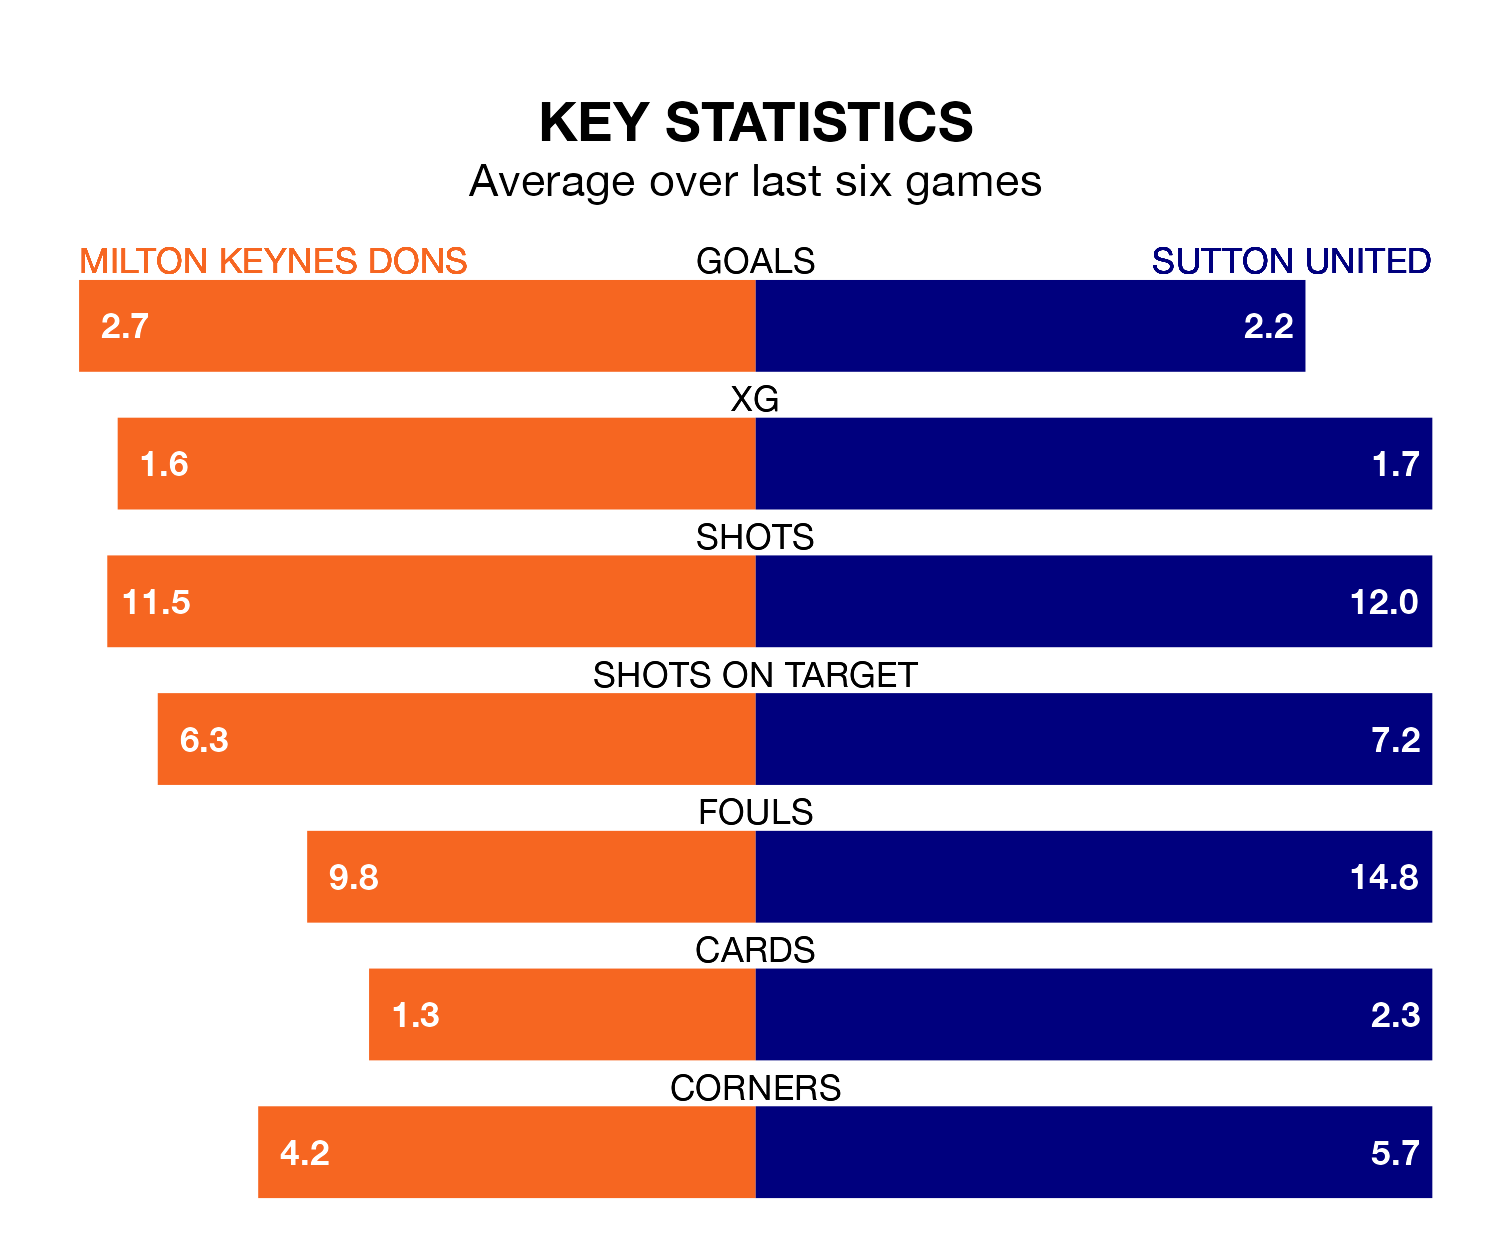 KEY STATISTICS
Average over last six games
MILTON KEYNES DONS GOALS SUTTON UNITED
2.7 2.2
XG
1.6 1.7
SHOTS
11.5 12.0
SHOTS ON TARGET
6.3 7.2
FOULS
9.8 14.8
CARDS
1.3 2.3
CORNERS
4.2 5.7